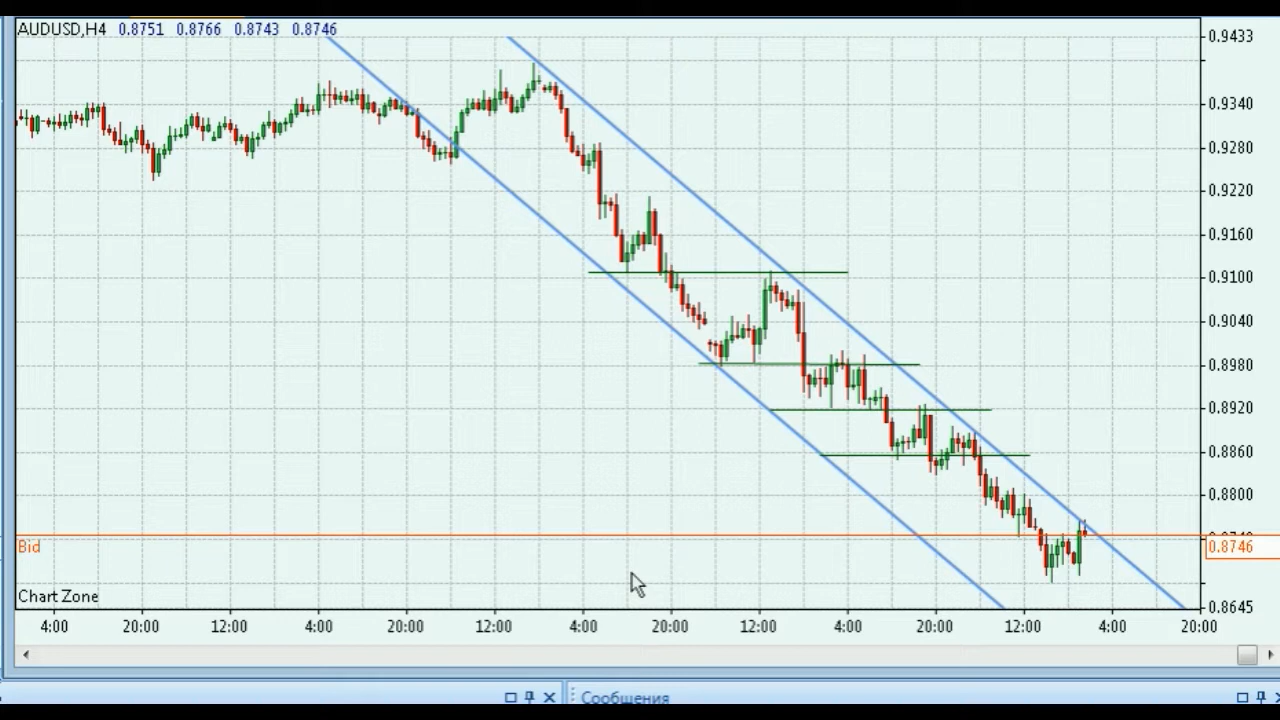 AUDUSD,H4 0.8751 0.8766 0.8743 0.8746
0.9433
0.9340
0.9280
0.9220
0.9160
0.9100
0.9040
0.8980
0.8920
0.8860
0.8800
Bid
0.8746
Chart Zone
0.8645
4:00 20:00 12:00 4:00 20:00 12:00 4:00 20:00 12:00 4:00 20:00 12:00 4:00 20:00
Сообщения